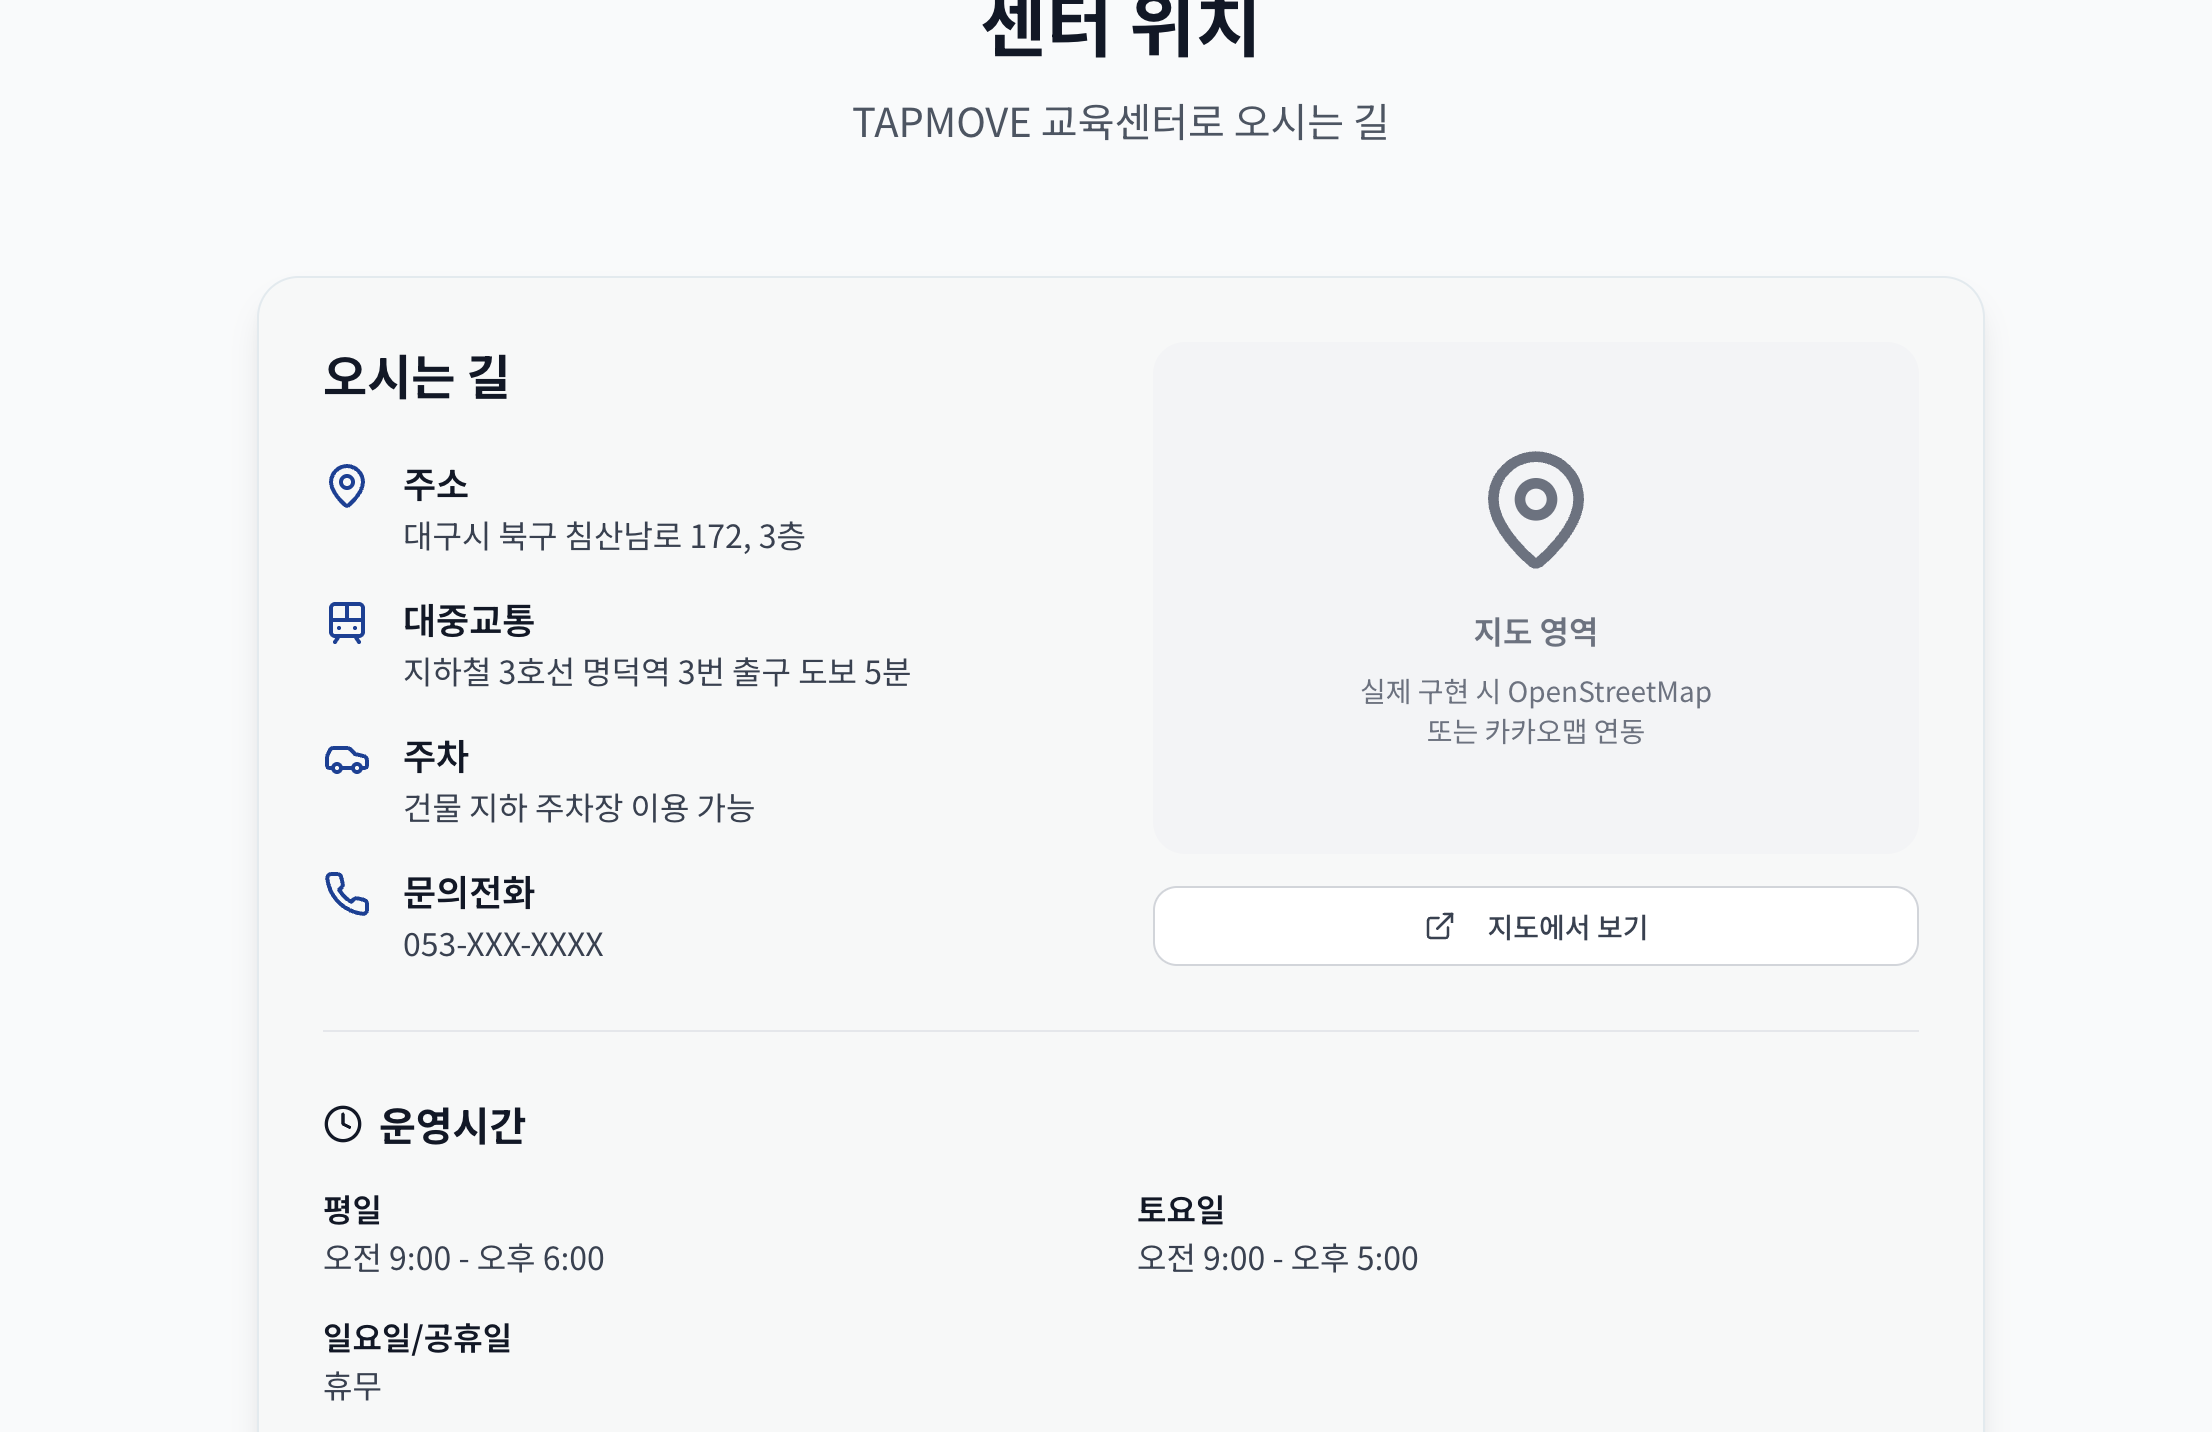 센터 위치
TAPMOVE 교육센터로 오시는 길
오시는 길
주소
대구시 북구 침산남로 172, 3층
대중교통
지하철 3호선 명덕역 3번 출구 도보 5분
주차
건물 지하 주차장 이용 가능
문의전화
053-XXX-XXXX
지도 영역
실제 구현 시 OpenStreetMap
또는 카카오맵 연동
지도에서 보기
운영시간
평일
오전 9:00 - 오후 6:00
토요일
오전 9:00 - 오후 5:00
일요일/공휴일
휴무